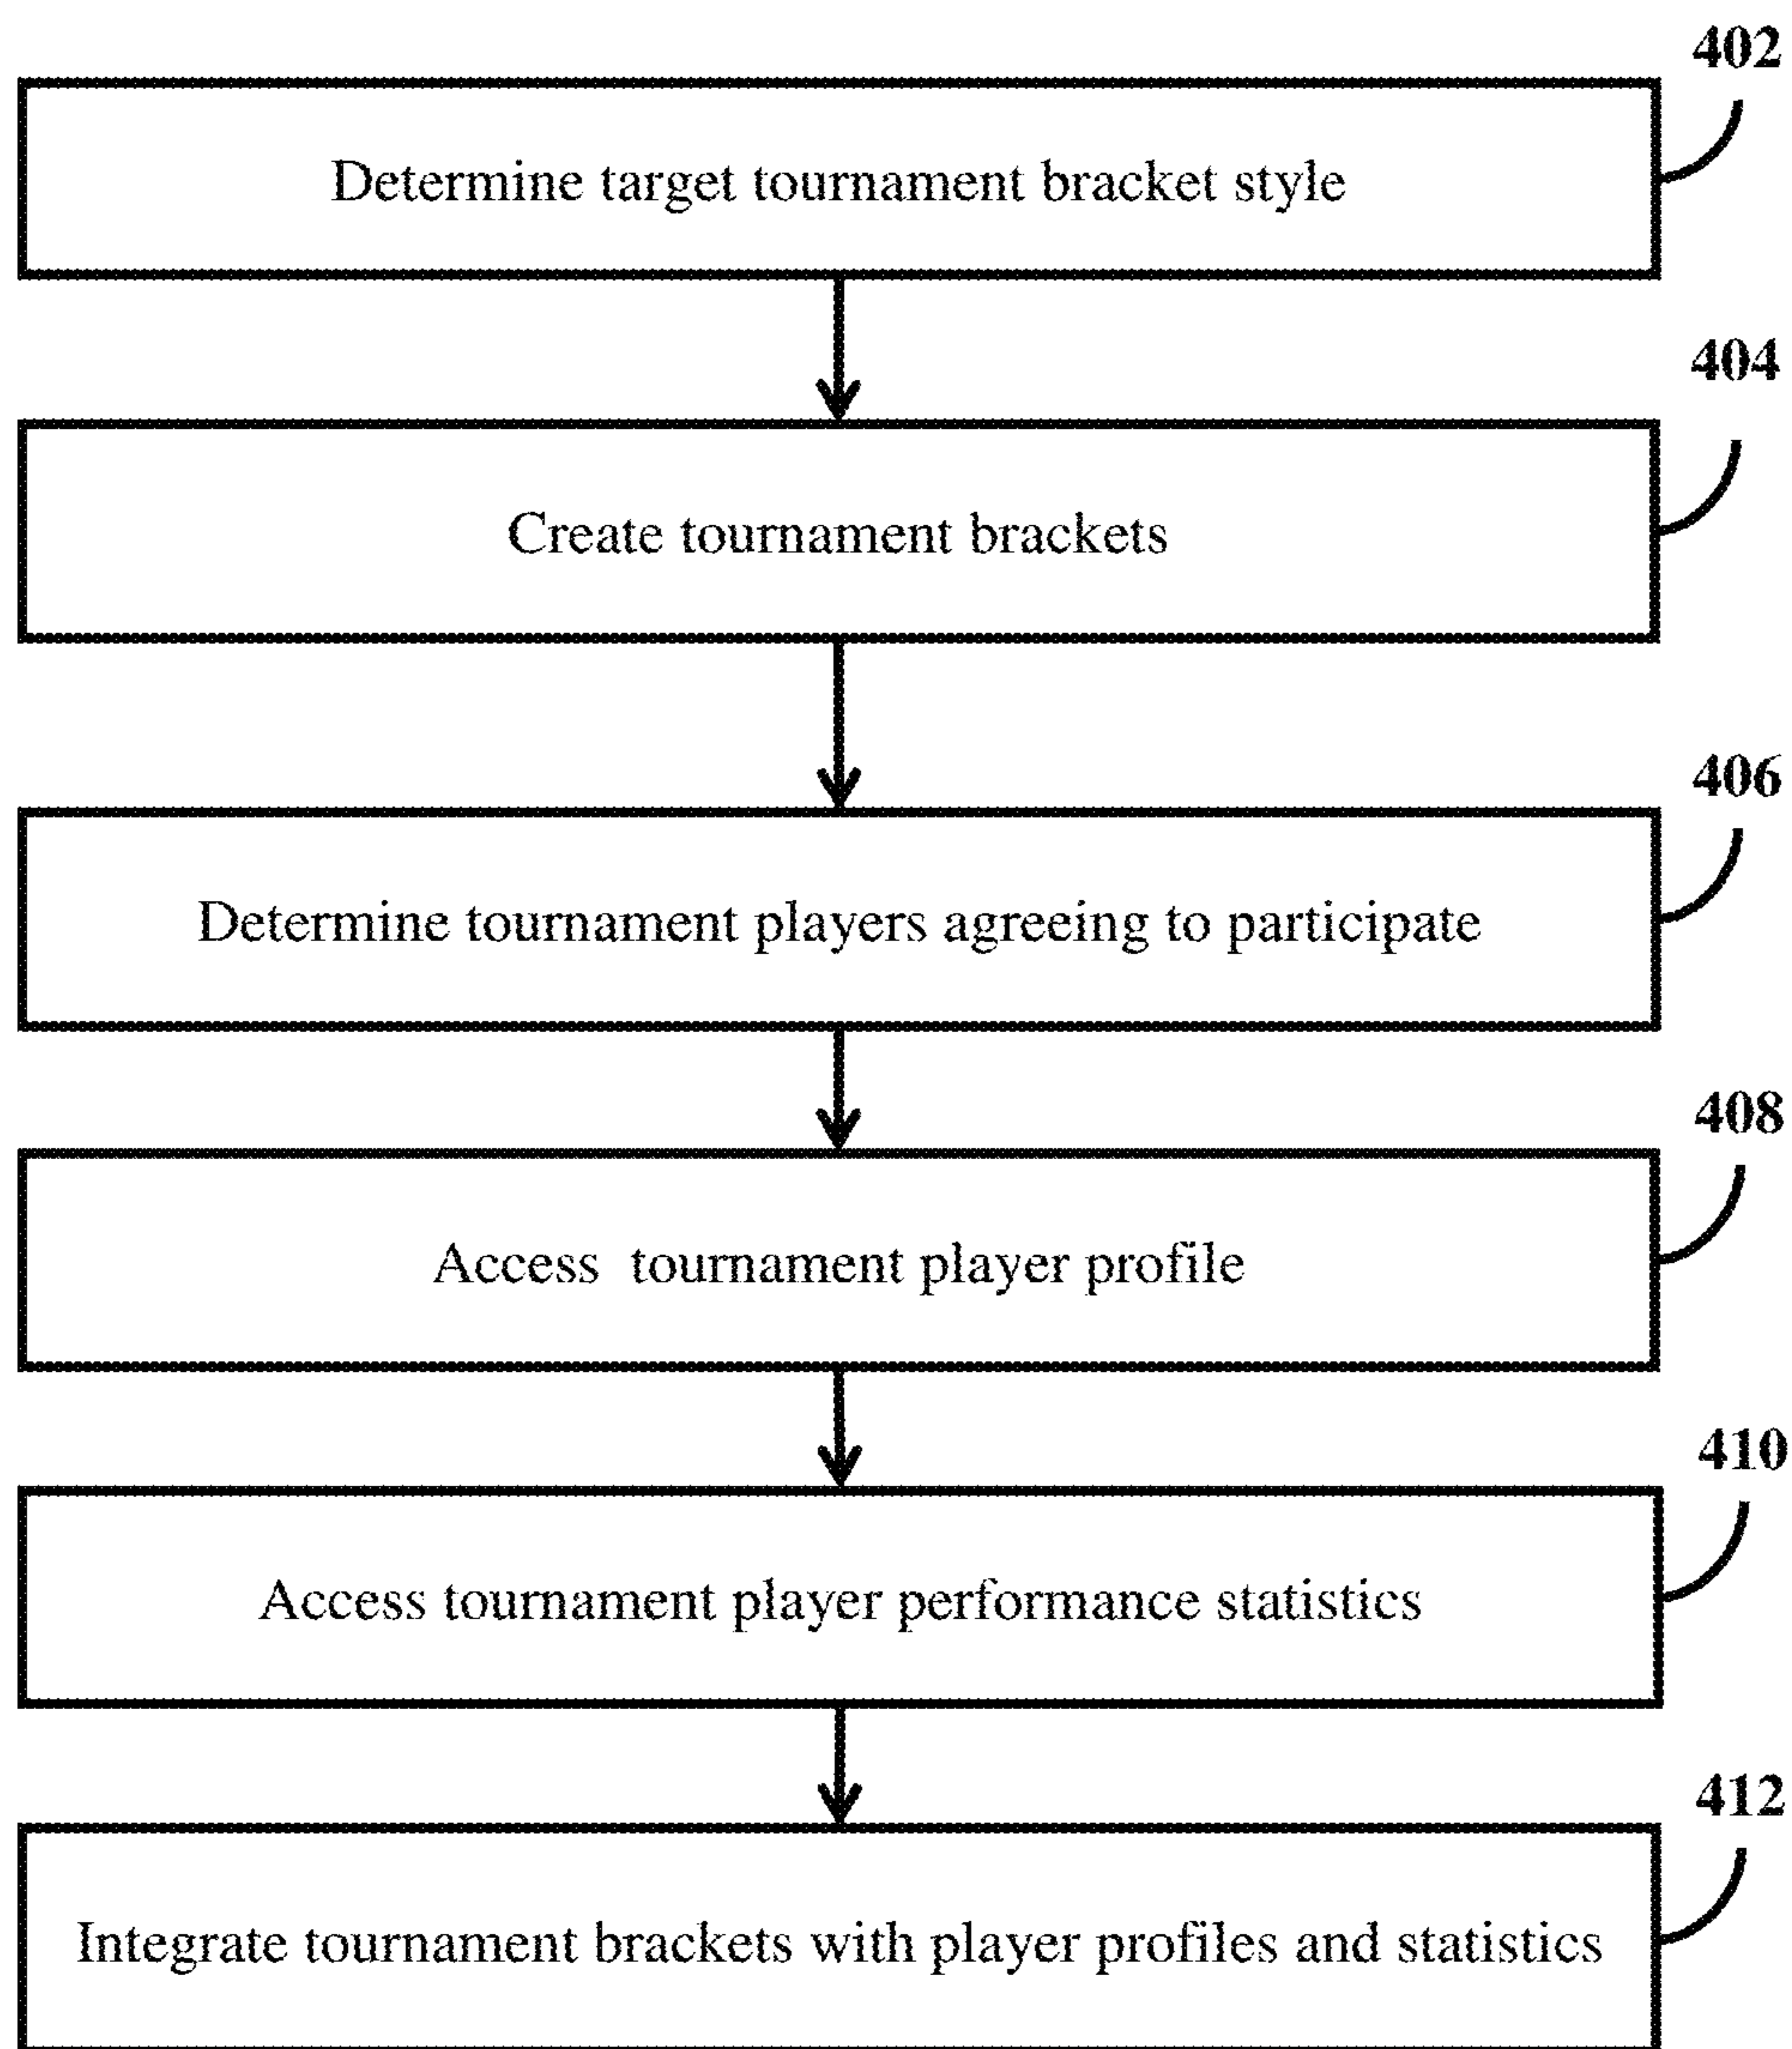 402
Determine target tournament bracket style
404
Create tournament brackets
406
Determine tournament players agreeing to participate
408
Access tournament player profile
410
Access tournament player performance statistics
412
Integrate tournament brackets with player profiles and statistics